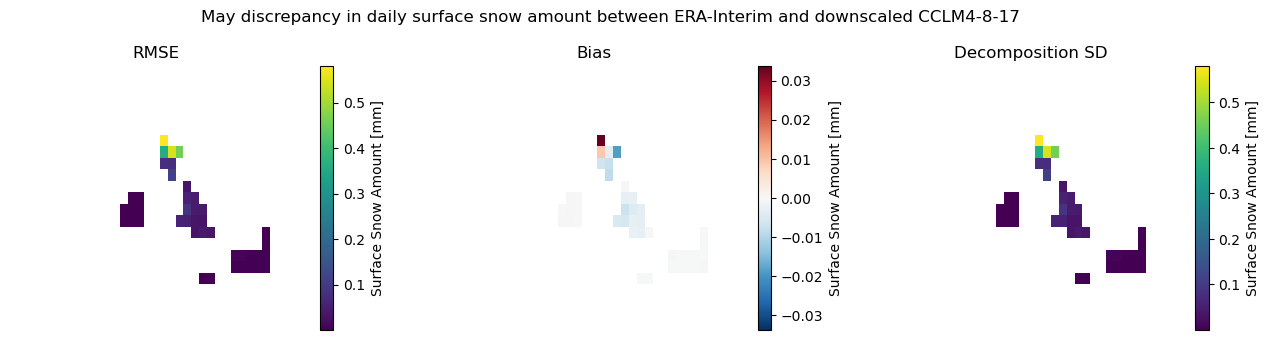 May discrepancy in daily surface snow amount between ERA-Interim and downscaled CCLM4-8-17
RMSE
0.5
0.4
0.3
0.2
0.1
Surface Snow Amount [mm]
Bias
0.03
0.02
0.01
0.00
−0.01
−0.02
−0.03
Surface Snow Amount [mm]
Decomposition SD
0.5
0.4
0.3
0.2
0.1
Surface Snow Amount [mm]